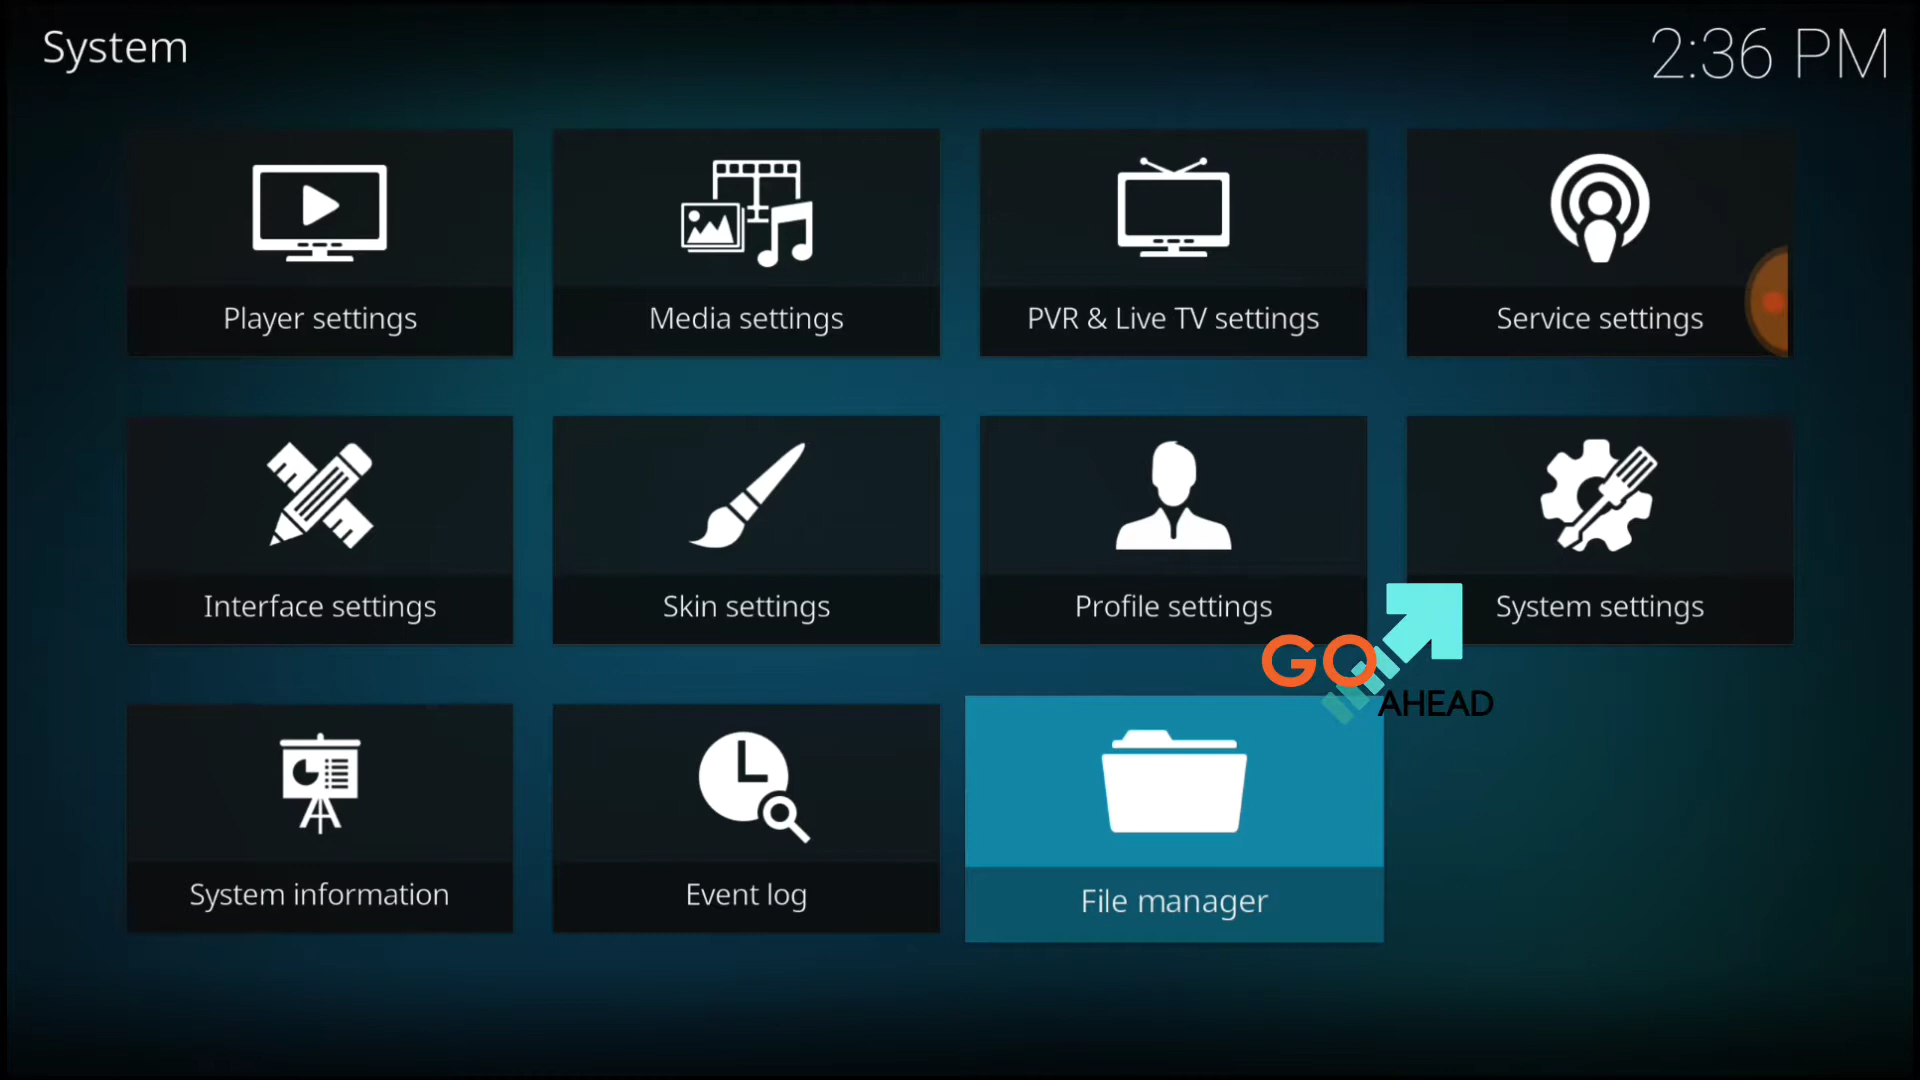 System
2:36 PM
Player settings
Media settings
PVR & Live TV settings
Service settings
Interface settings
Skin settings
Profile settings
System settings
GO
AHEAD
System information
Event log
File manager